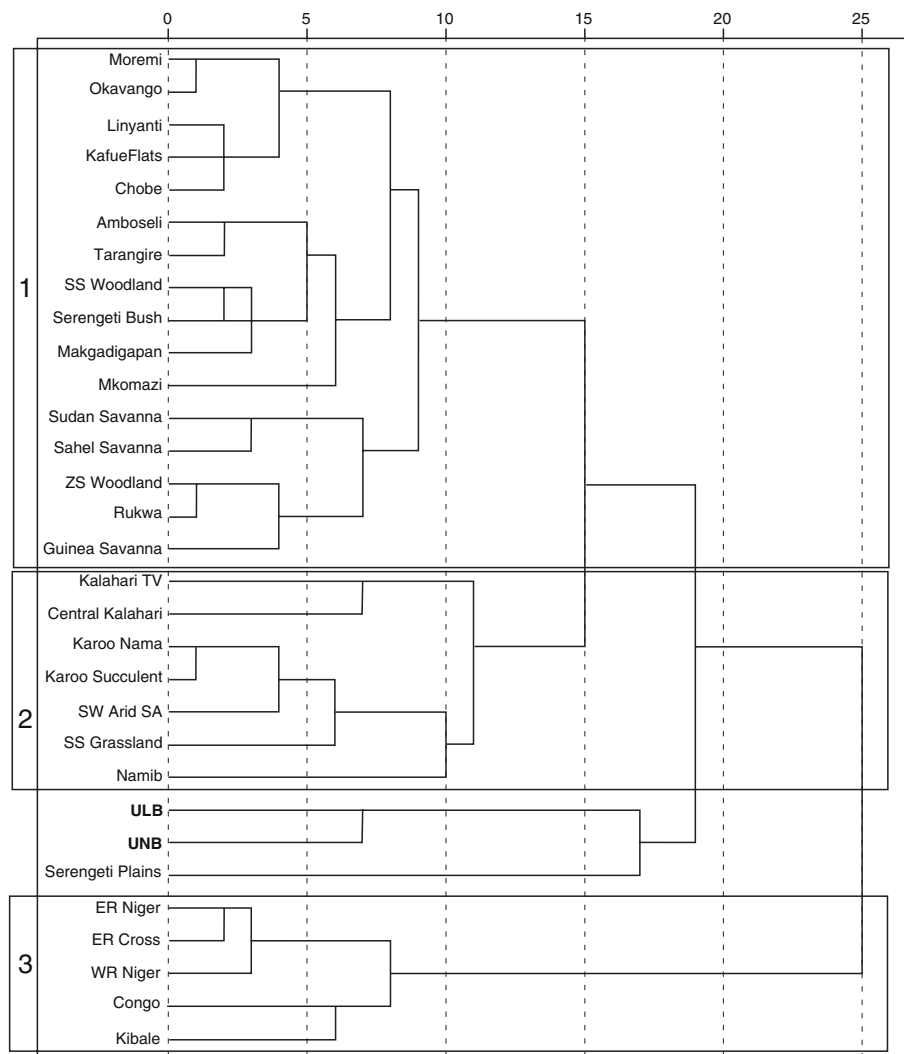 0 5 10 15 20 25
1
Moremi
Okavango
Linyanti
KafueFlats
Chobe
Amboseli
Tarangire
SS Woodland
Serengeti Bush
Makgadigapan
Mkomazi
Sudan Savanna
Sahel Savanna
ZS Woodland
Rukwa
Guinea Savanna
2
Kalahari TV
Central Kalahari
Karoo Nama
Karoo Succulent
SW Arid SA
SS Grassland
Namib
ULB
UNB
Serengeti Plains
3
ER Niger
ER Cross
WR Niger
Congo
Kibale